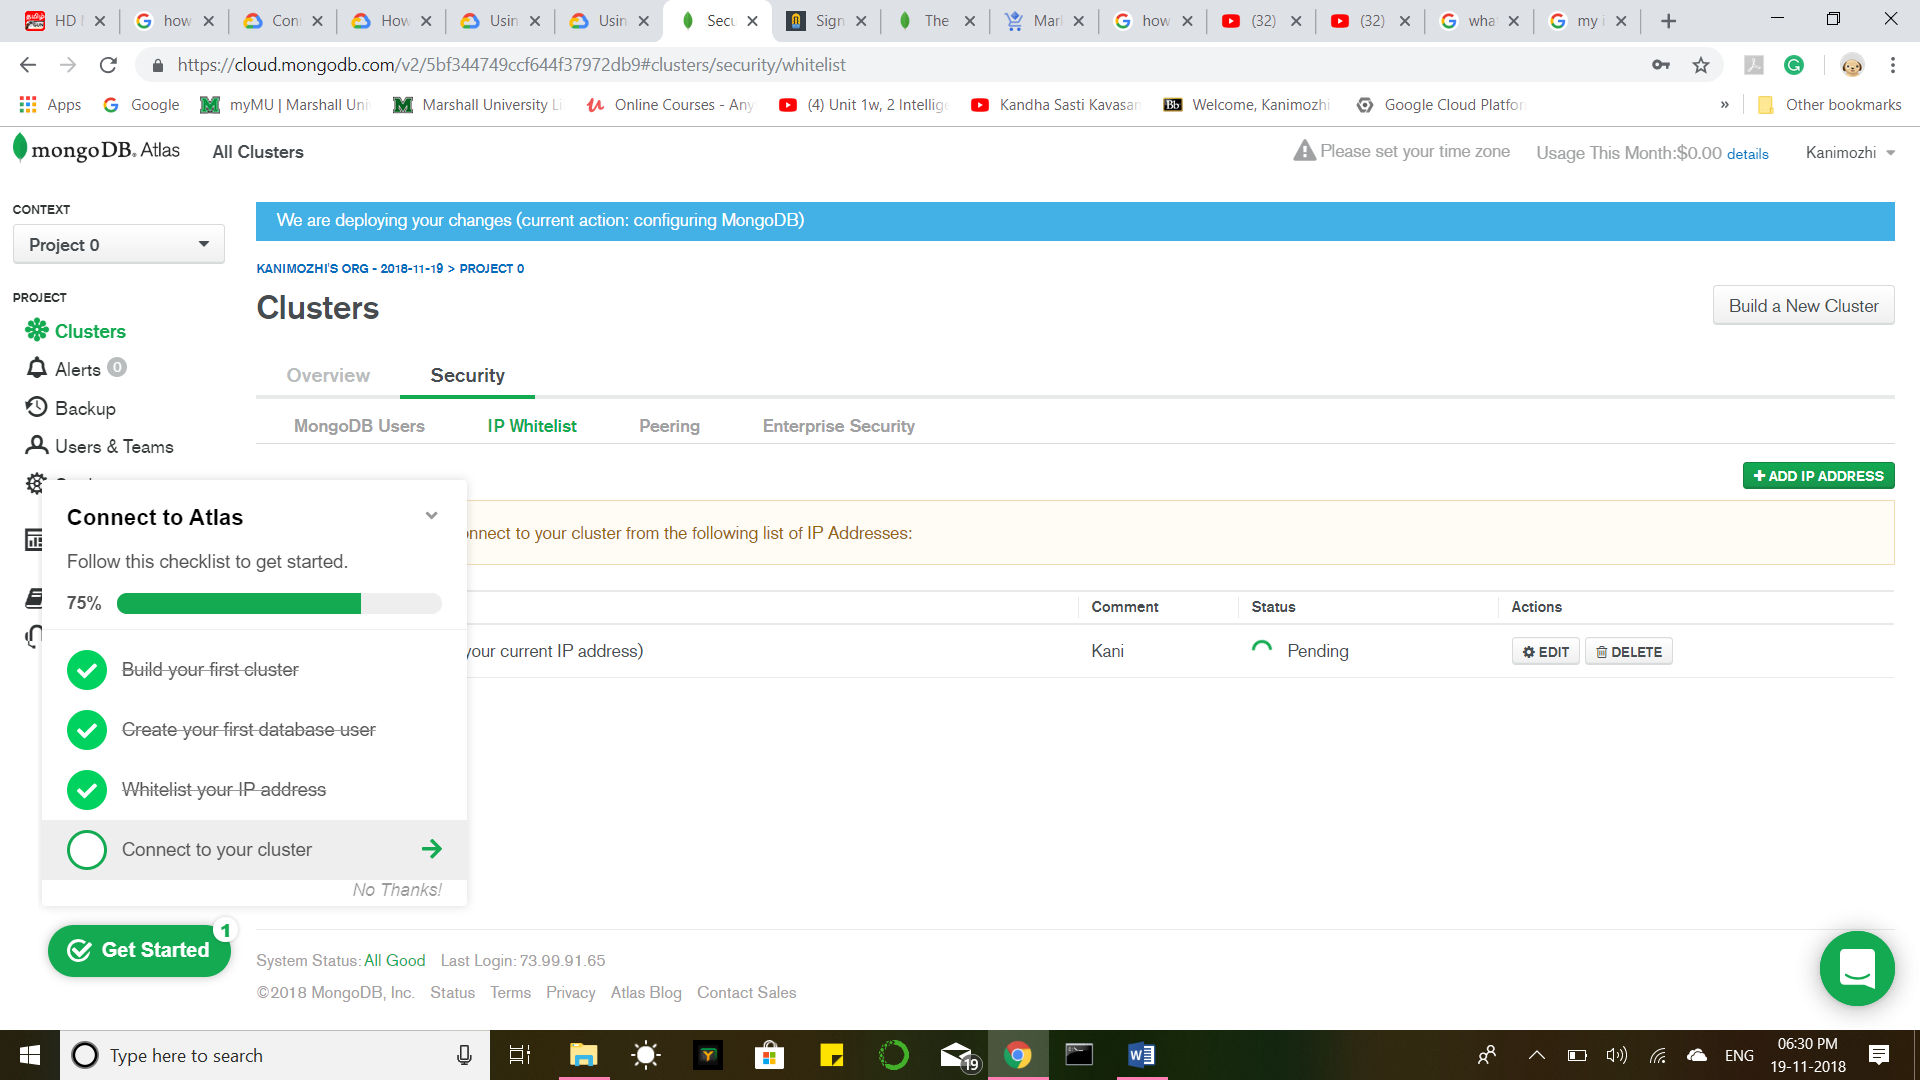 HD
how
Con
How
Usin
Usin
Secu
Sign
The
Mar
how
(32)
(32)
wha
my i
https://cloud.mongodb.com/v2/5bf344749ccf644f37972db9#clusters/security/whitelist
Apps
Google
myMU | Marshall Uni
Marshall University Li
Online Courses - Any
(4) Unit 1w, 2 Intellige
Kandha Sasti Kavasam
Bb Welcome, Kanimozhi
Google Cloud Platfor
»
Other bookmarks
mongoDB. Atlas
All Clusters
Please set your time zone
Usage This Month:$0.00 details
Kanimozhi
CONTEXT
Project 0
We are deploying your changes (current action: configuring MongoDB)
KANIMOZHI'S ORG - 2018-11-19 > PROJECT 0
Clusters
Build a New Cluster
PROJECT
Clusters
Alerts 0
Backup
Users & Teams
Overview
Security
MongoDB Users
IP Whitelist
Peering
Enterprise Security
+ ADD IP ADDRESS
Connect to Atlas
Follow this checklist to get started.
75%
Build your first cluster
Create your first database user
Whitelist your IP address
Connect to your cluster
No Thanks!
nnect to your cluster from the following list of IP Addresses:
Comment
Status
Actions
your current IP address)
Kani
Pending
EDIT
DELETE
Get Started
1
System Status: All Good Last Login: 73.99.91.65
©2018 MongoDB, Inc. Status Terms Privacy Atlas Blog Contact Sales
Type here to search
19
ENG
06:30 PM
19-11-2018